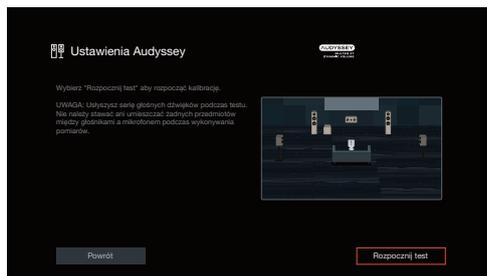 Ustawienia Audyssey
AUDYSSEY
Wybierz "Rozpocznij test" aby rozpocząć kalibrację.
UWAGA: Usłyszysz serię głośnych dźwięków podczas testu.
Nie należy stawać ani umieszczać żadnych przedmiotów
między głośnikami a mikrofonem podczas wykonywania
pomiarów.
Powrót
Rozpocznij test